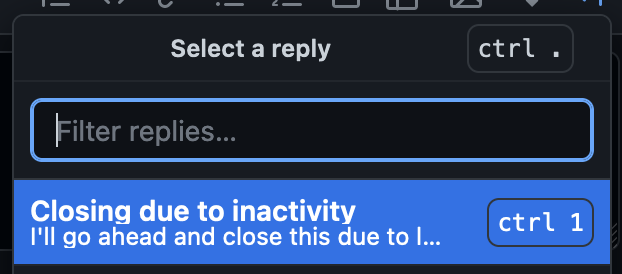 Select a reply
ctrl .
Filter replies...
Closing due to inactivity
ctrl 1
I'll go ahead and close this due to l...